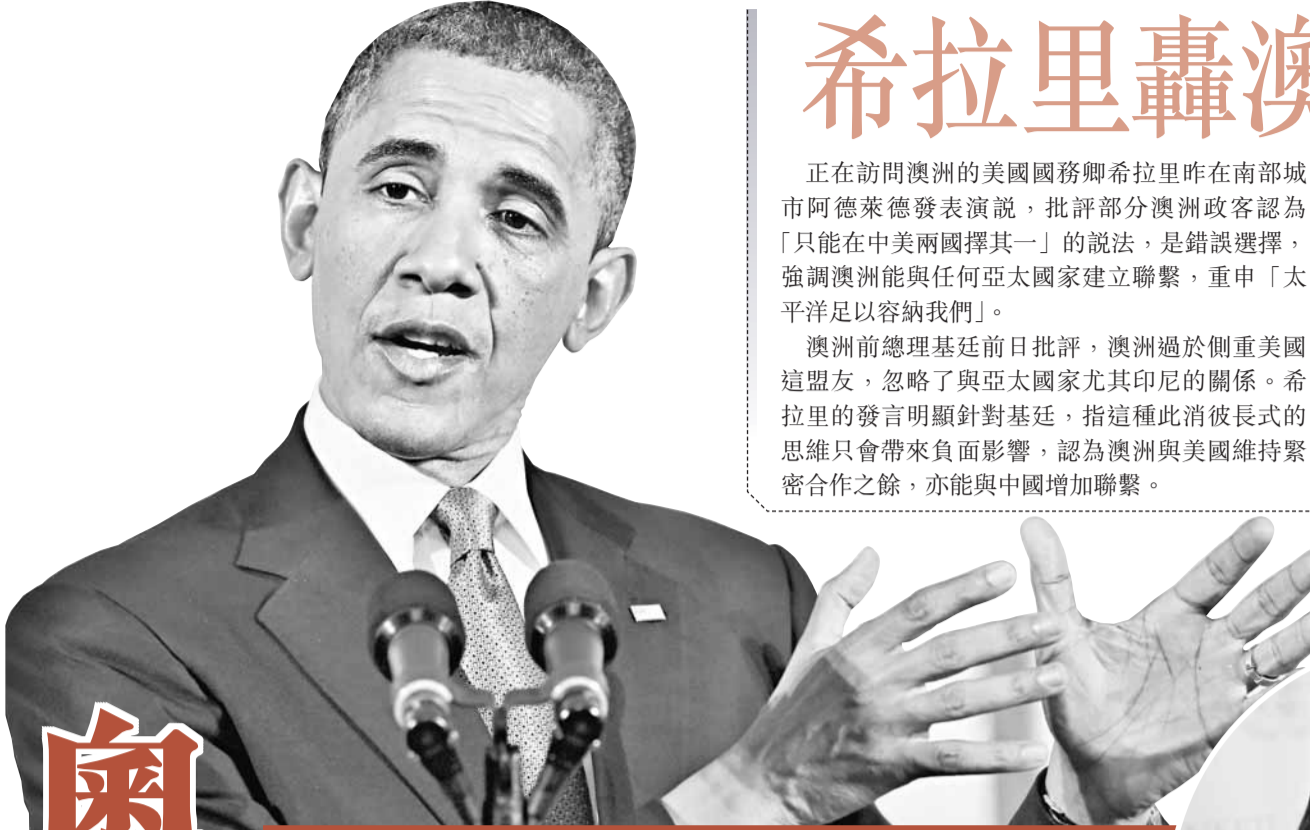 希拉里轟澳
正在訪問澳洲的美國國務卿希拉里昨在南部城
市阿德萊德發表演説，批評部分澳洲政客認為
「只能在中美兩國擇其一」的説法，是錯誤選擇，
強調澳洲能與任何亞太國家建立聯繫，重申「太
平洋足以容納我們」。
澳洲前總理基廷前日批評，澳洲過於側重美國
這盟友，忽略了與亞太國家尤其印尼的關係。希
拉里的發言明顯針對基廷，指這種此消彼長式的
思維只會帶來負面影響，認為澳洲與美國維持緊
密合作之餘，亦能與中國增加聯繫。
奧